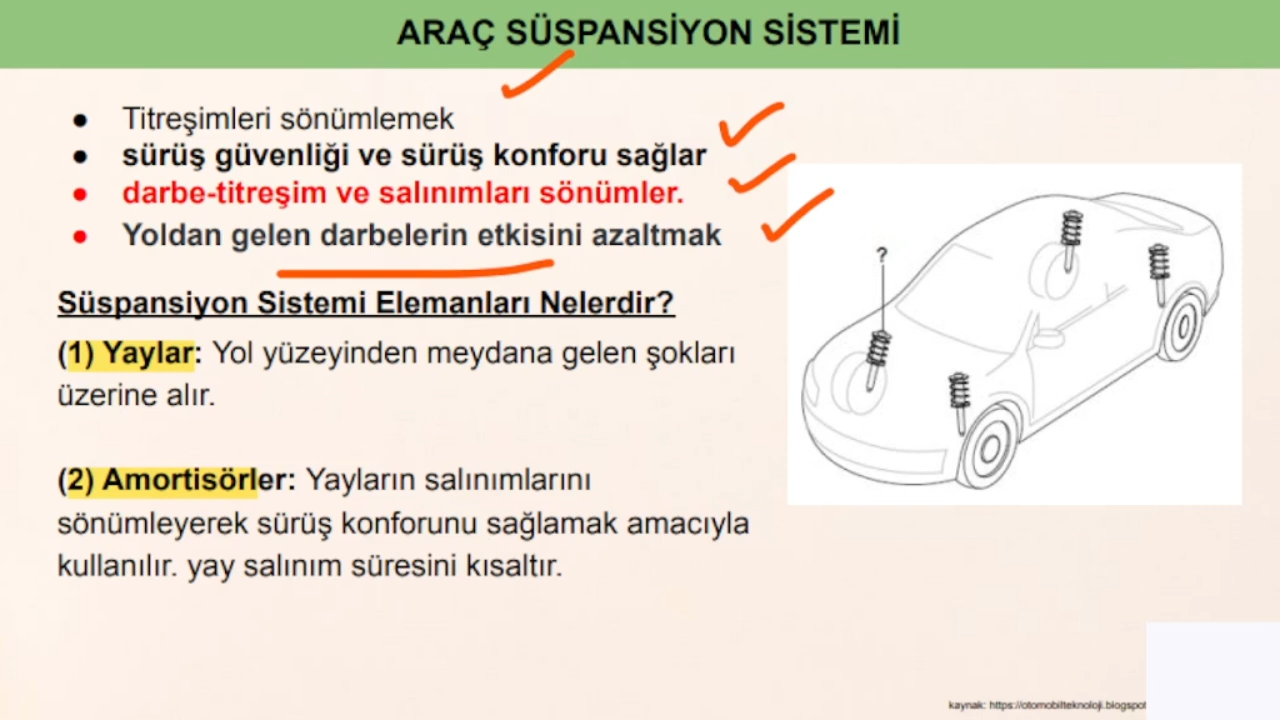 ARAÇ SÜSPANSİYON SİSTEMİ
● Titreşimleri sönümlemek
● sürüş güvenliği ve sürüş konforu sağlar
● darbe-titreşim ve salınımları sönümler.
● Yoldan gelen darbelerin etkisini azaltmak
?
Süspansiyon Sistemi Elemanları Nelerdir?
(1) Yaylar: Yol yüzeyinden meydana gelen şokları
üzerine alır.
(2) Amortisörler: Yayların salınımlarını
sönümleyerek sürüş konforunu sağlamak amacıyla
kullanılır. yay salınım süresini kısaltır.
kaynak: https://otomobilteknoloji.blogspot